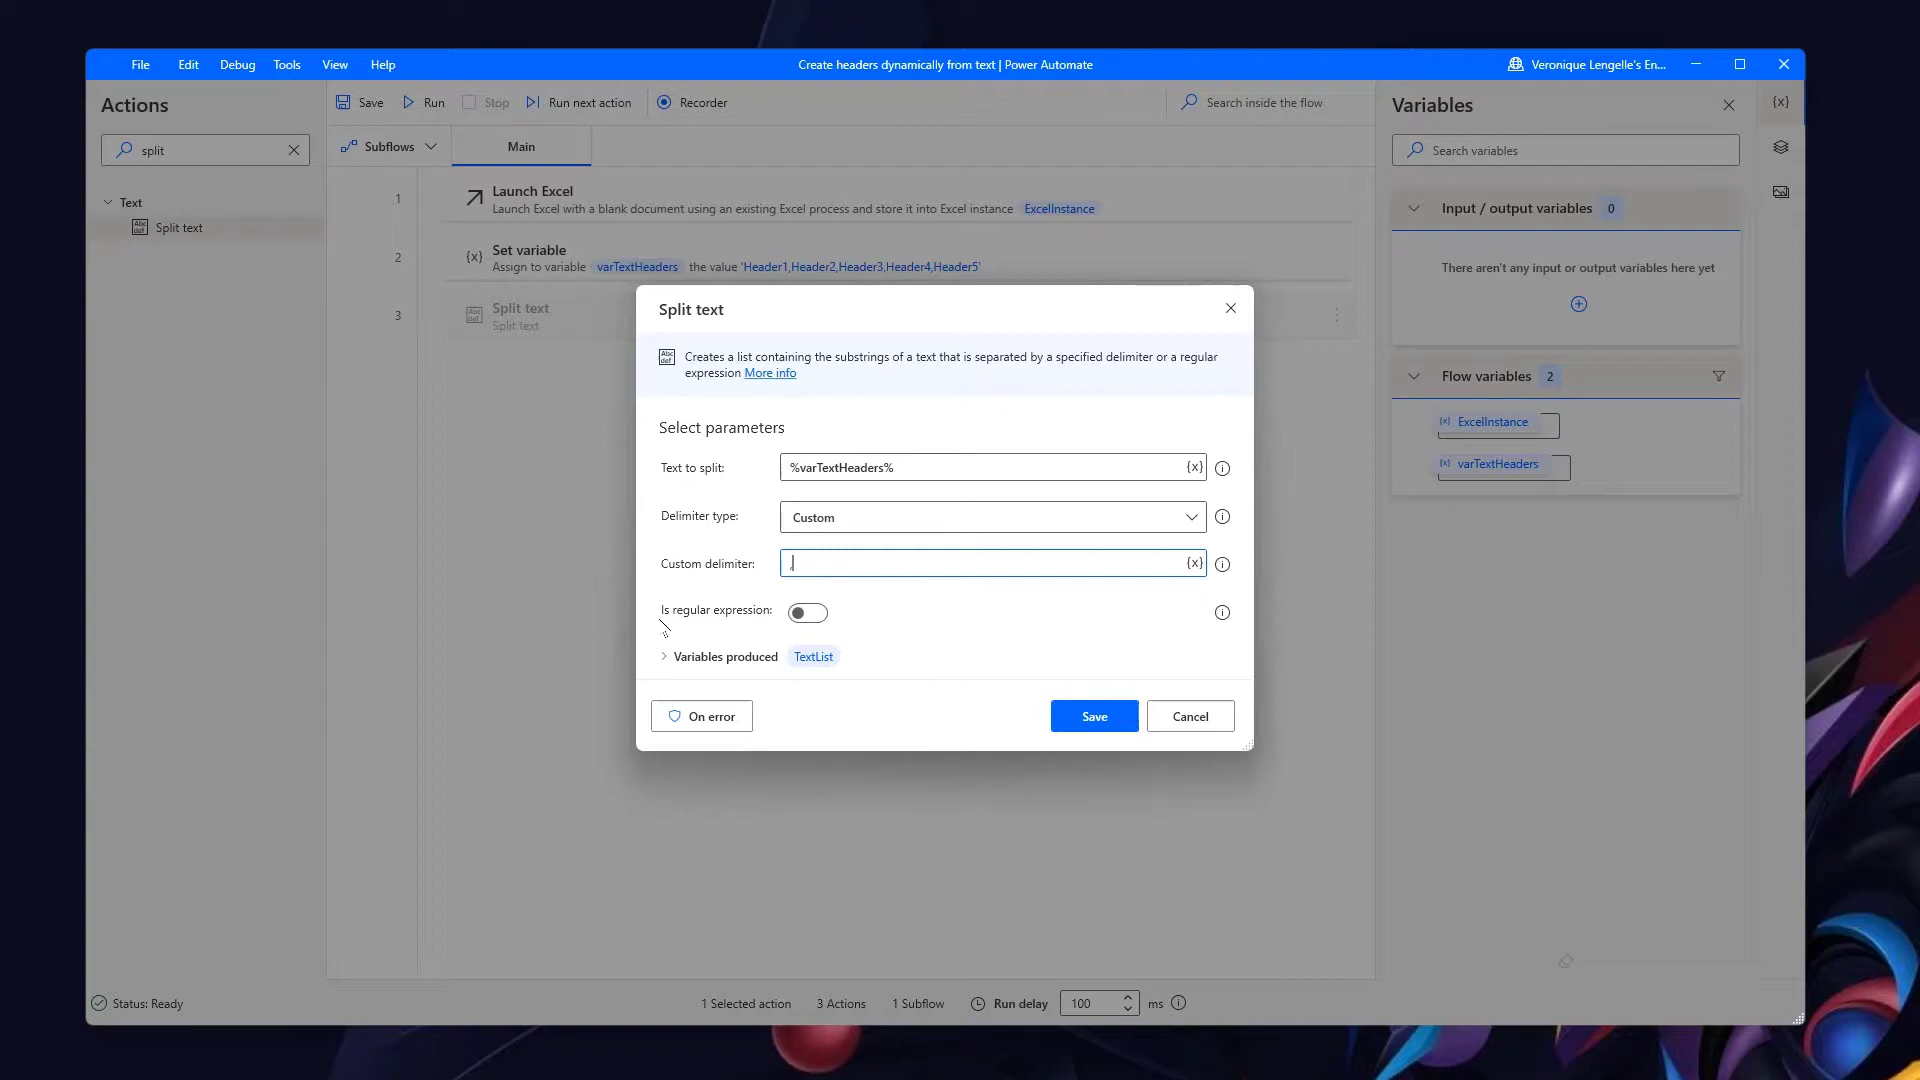 File Edit Debug Tools View Help
Create headers dynamically from text | Power Automate
Veronique Lengelle's En...
Actions
split
Text
Abc
def
Split text
Save Run Stop Run next action Recorder
Search inside the flow
Subflows
Main
1
Launch Excel
Launch Excel with a blank document using an existing Excel process and store it into Excel instance ExcelInstance
2
{x}
Set variable
Assign to variable varTextHeaders the value 'Header1,Header2,Header3,Header4,Header5'
3
Abc
def
Split text
Split text
Split text
Abc
def
Creates a list containing the substrings of a text that is separated by a specified delimiter or a regular
expression More info
Select parameters
Text to split: %varTextHeaders% {x}
Delimiter type: Custom
Custom delimiter: , {x}
Is regular expression:
Variables produced TextList
On error
Save
Cancel
Variables
{x}
Search variables
Input / output variables 0
There aren't any input or output variables here yet
Flow variables 2
{x} ExcelInstance
{x} varTextHeaders
Status: Ready
1 Selected action 3 Actions 1 Subflow Run delay 100 ms